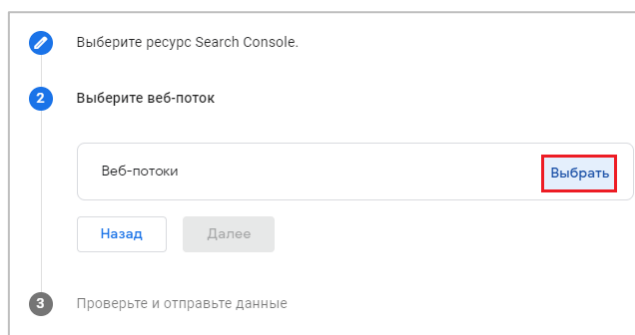 Выберите ресурс Search Console.
2 Выберите веб-поток
Веб-потоки Выбрать
Назад Далее
3 Проверьте и отправьте данные